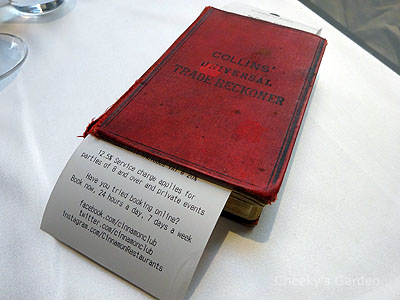 COLLINS'
UNIVERSAL
TRADE RECKONER
12.5% Service charge applies for
parties of 8 and over and private events
Have you tried booking online?
Book now, 24 hours a day, 7 days a week
facebook.com/cinnamonclub
twitter.com/cinnamonclub
Instagram.com/CinnamonRestaurants
Cheeky's Garden